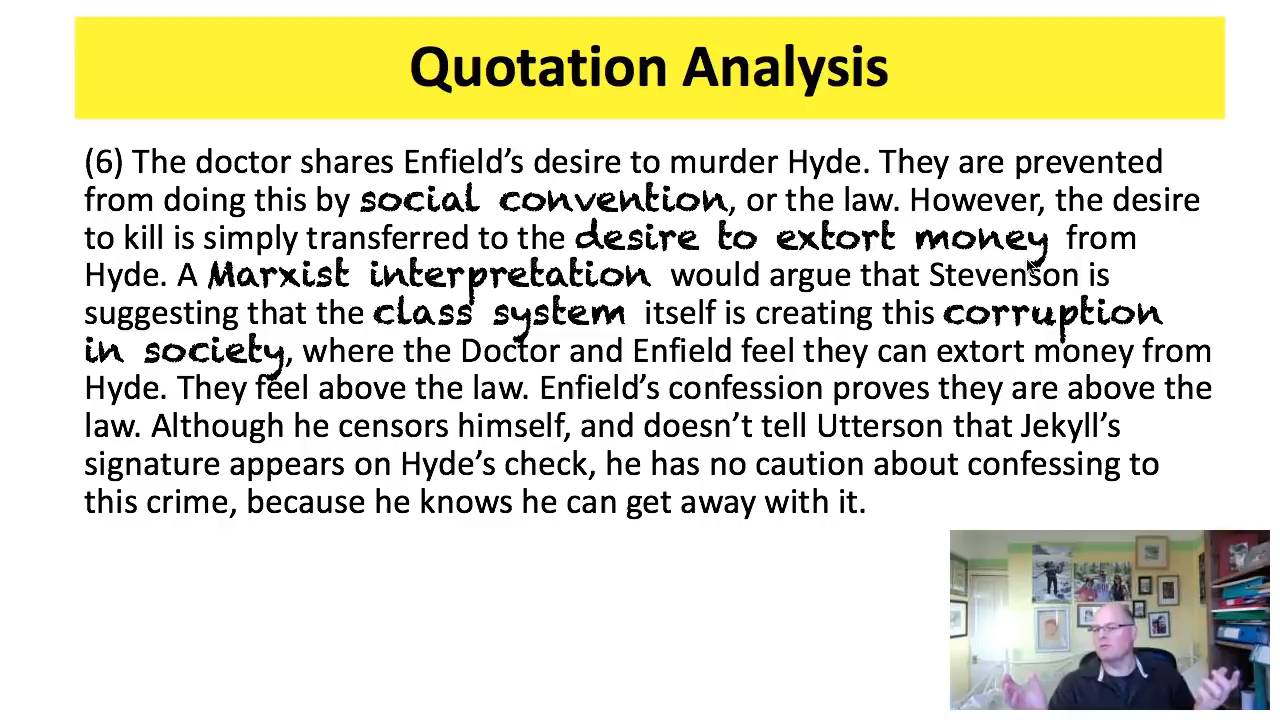 Quotation Analysis
(6) The doctor shares Enfield’s desire to murder Hyde. They are prevented
from doing this by social convention, or the law. However, the desire
to kill is simply transferred to the desire to extort money from
Hyde. A Marxist interpretation would argue that Stevenson is
suggesting that the class system itself is creating this corruption
in society, where the Doctor and Enfield feel they can extort money from
Hyde. They feel above the law. Enfield’s confession proves they are above the
law. Although he censors himself, and doesn’t tell Utterson that Jekyll’s
signature appears on Hyde’s check, he has no caution about confessing to
this crime, because he knows he can get away with it.